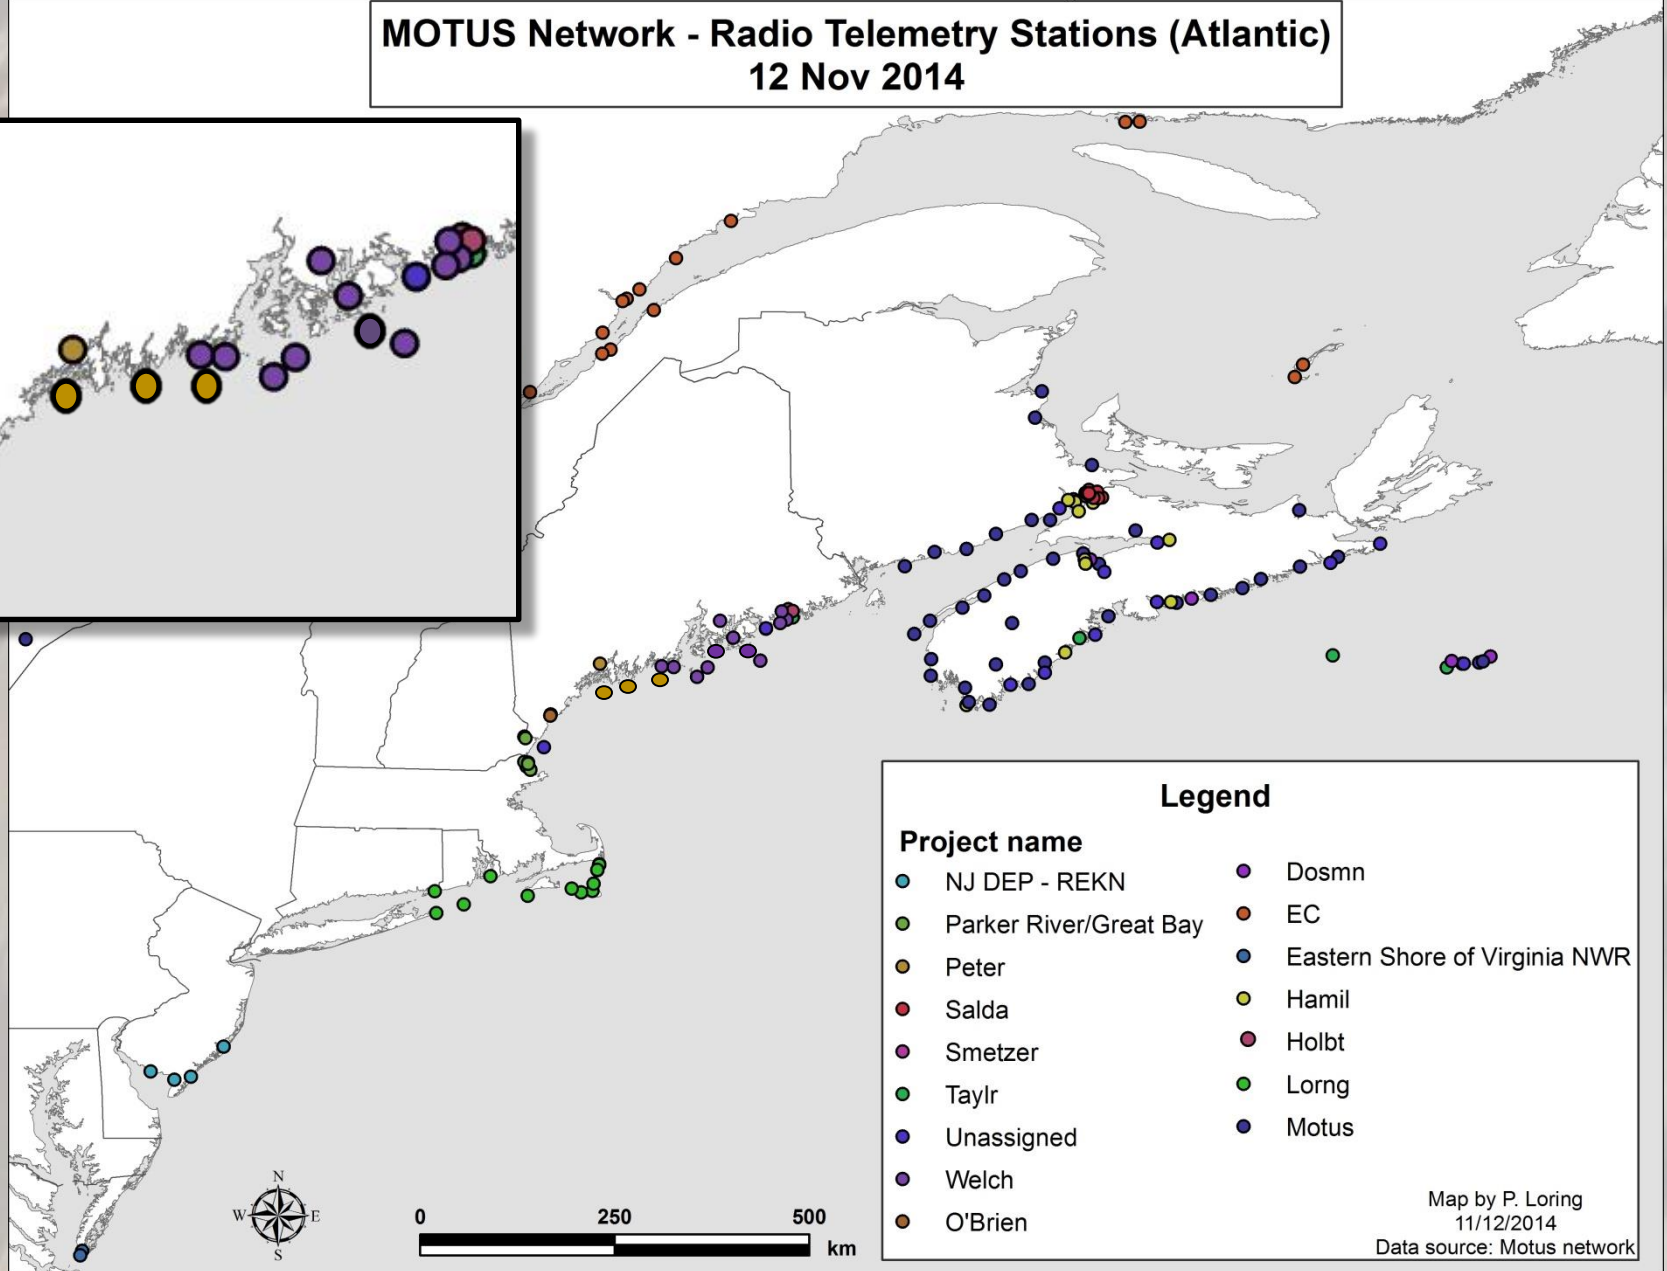 MOTUS Network - Radio Telemetry Stations (Atlantic)
12 Nov 2014
Legend
Project name
NJ DEP - REKN
Parker River/Great Bay
Peter
Salda
Smetzer
Taylr
Unassigned
Welch
O'Brien
Dosmn
EC
Eastern Shore of Virginia NWR
Hamil
Holbt
Lorng
Motus
Map by P. Loring
11/12/2014
Data source: Motus network
N
W E
S
0 250 500
km